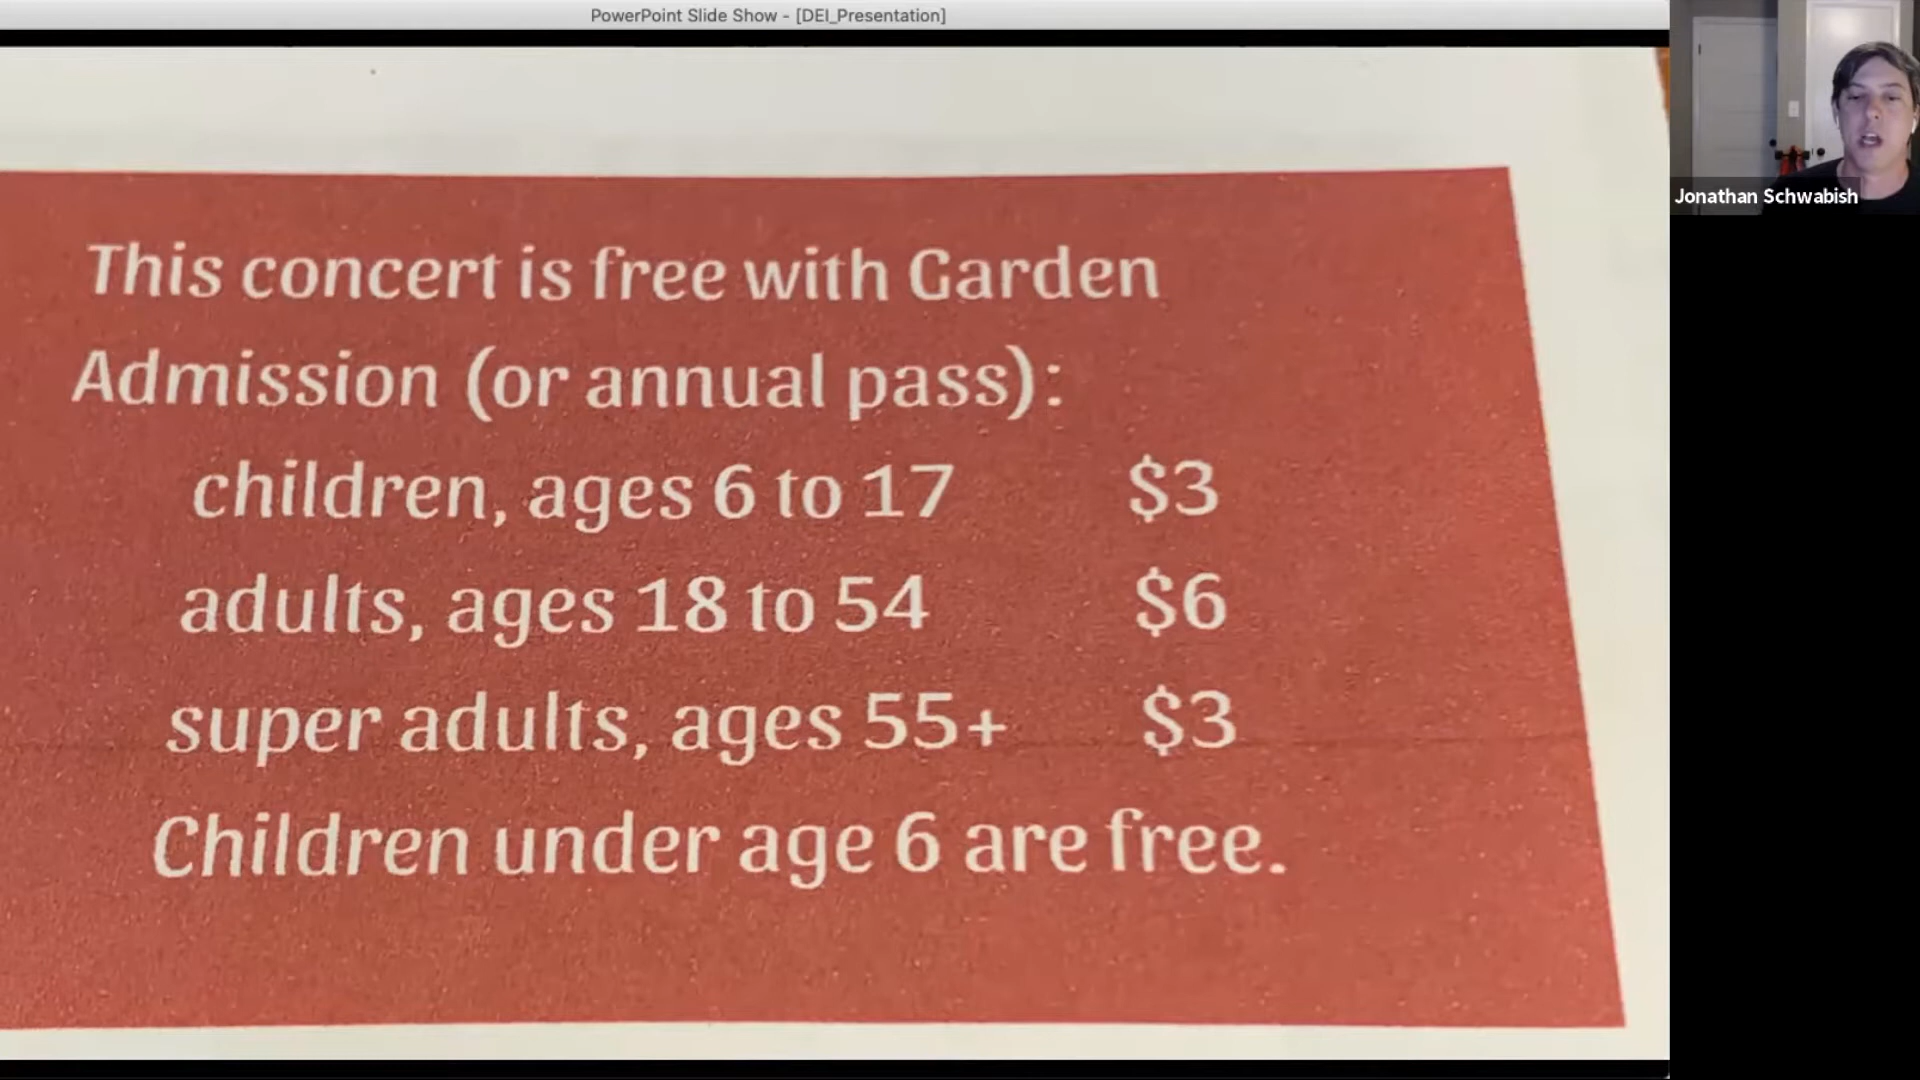 PowerPoint Slide Show - [DEI_Presentation]
This concert is free with Garden
Admission (or annual pass):
children, ages 6 to 17 $3
adults, ages 18 to 54 $6
super adults, ages 55+ $3
Children under age 6 are free.
Jonathan Schwabish